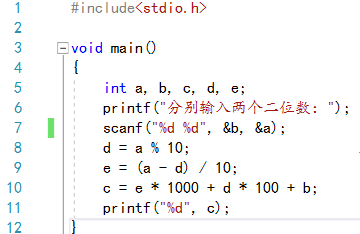 1 #include<stdio.h>
2
3 void main()
4 {
5 int a, b, c, d, e;
6 printf("分别输入两个二位数: ");
7 scanf("%d %d", &b, &a);
8 d = a % 10;
9 e = (a - d) / 10;
10 c = e * 1000 + d * 100 + b;
11 printf("%d", c);
12 }